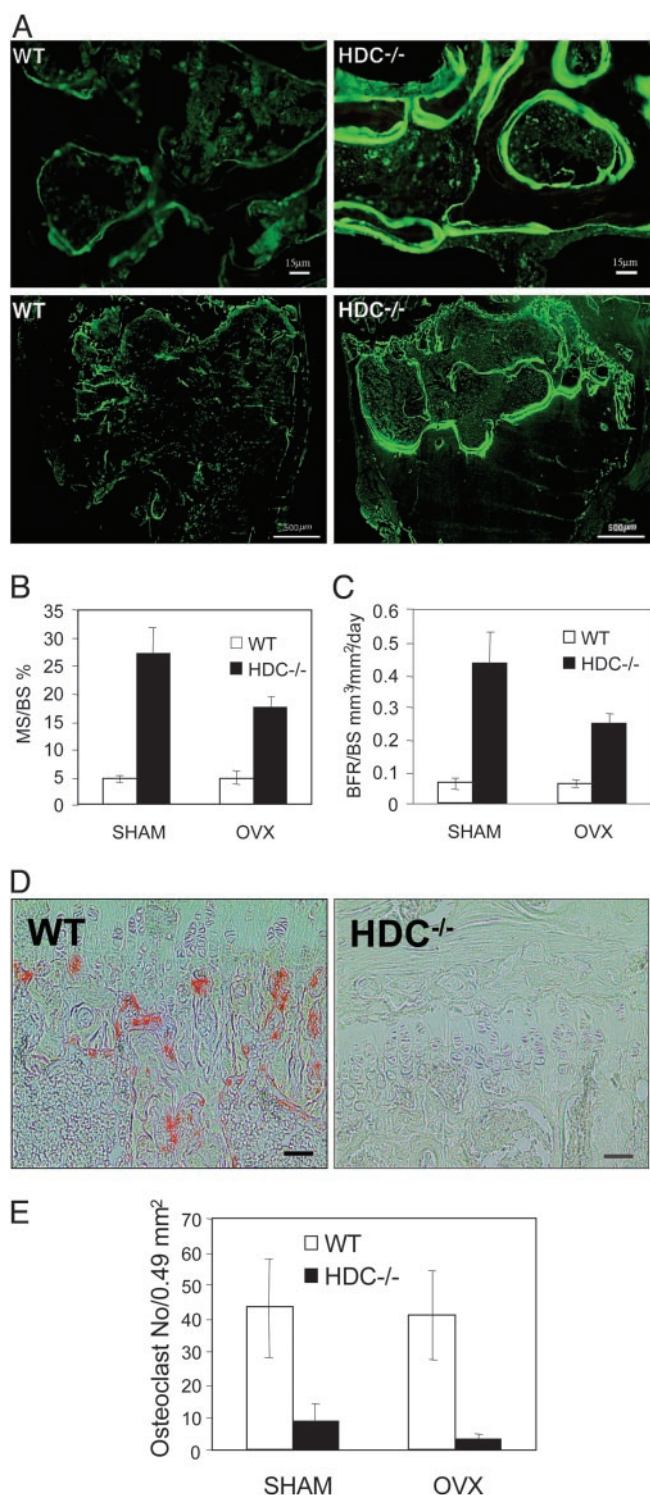 A
WT
HDC-/-
15μm
15μm
WT
HDC-/-
500μm
500μm
B
MS/BS %
35
30
25
20
15
10
5
0
WT
HDC-/-
SHAM
OVX
C
BFR/BS mm³/mm²/day
0.6
0.5
0.4
0.3
0.2
0.1
0
WT
HDC-/-
SHAM
OVX
D
WT
HDC-/-
E
Osteoclast No/0.49 mm²
70
60
50
40
30
20
10
0
WT
HDC-/-
SHAM
OVX